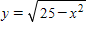 y = √(25 − x²)